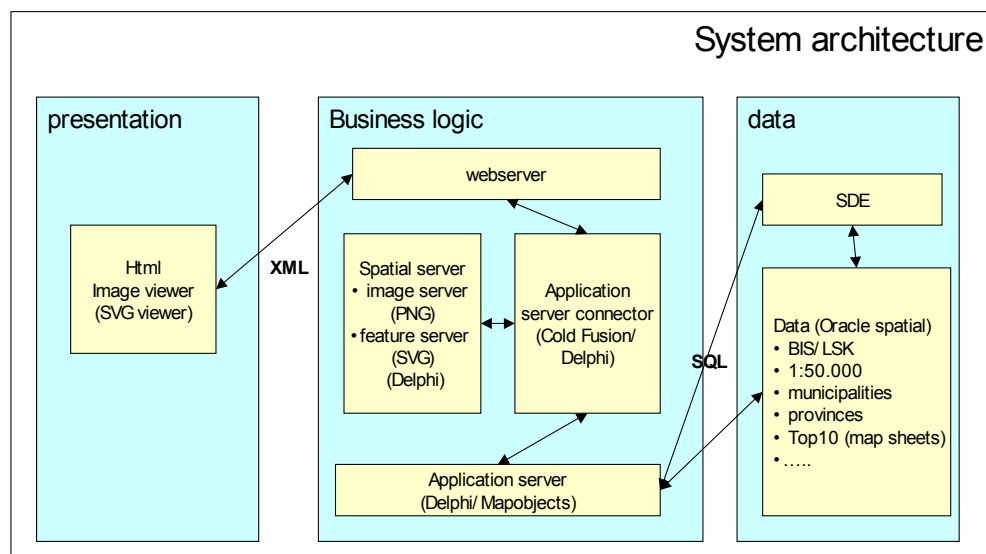 System architecture
presentation
Html
Image viewer
(SVG viewer)
XML
Business logic
webserver
Spatial server
• image server
(PNG)
• feature server
(SVG)
(Delphi)
Application
server connector
(Cold Fusion/
Delphi)
Application server
(Delphi/ Mapobjects)
SQL
data
SDE
Data (Oracle spatial)
• BIS/ LSK
• 1:50.000
• municipalities
• provinces
• Top10 (map sheets)
• …..